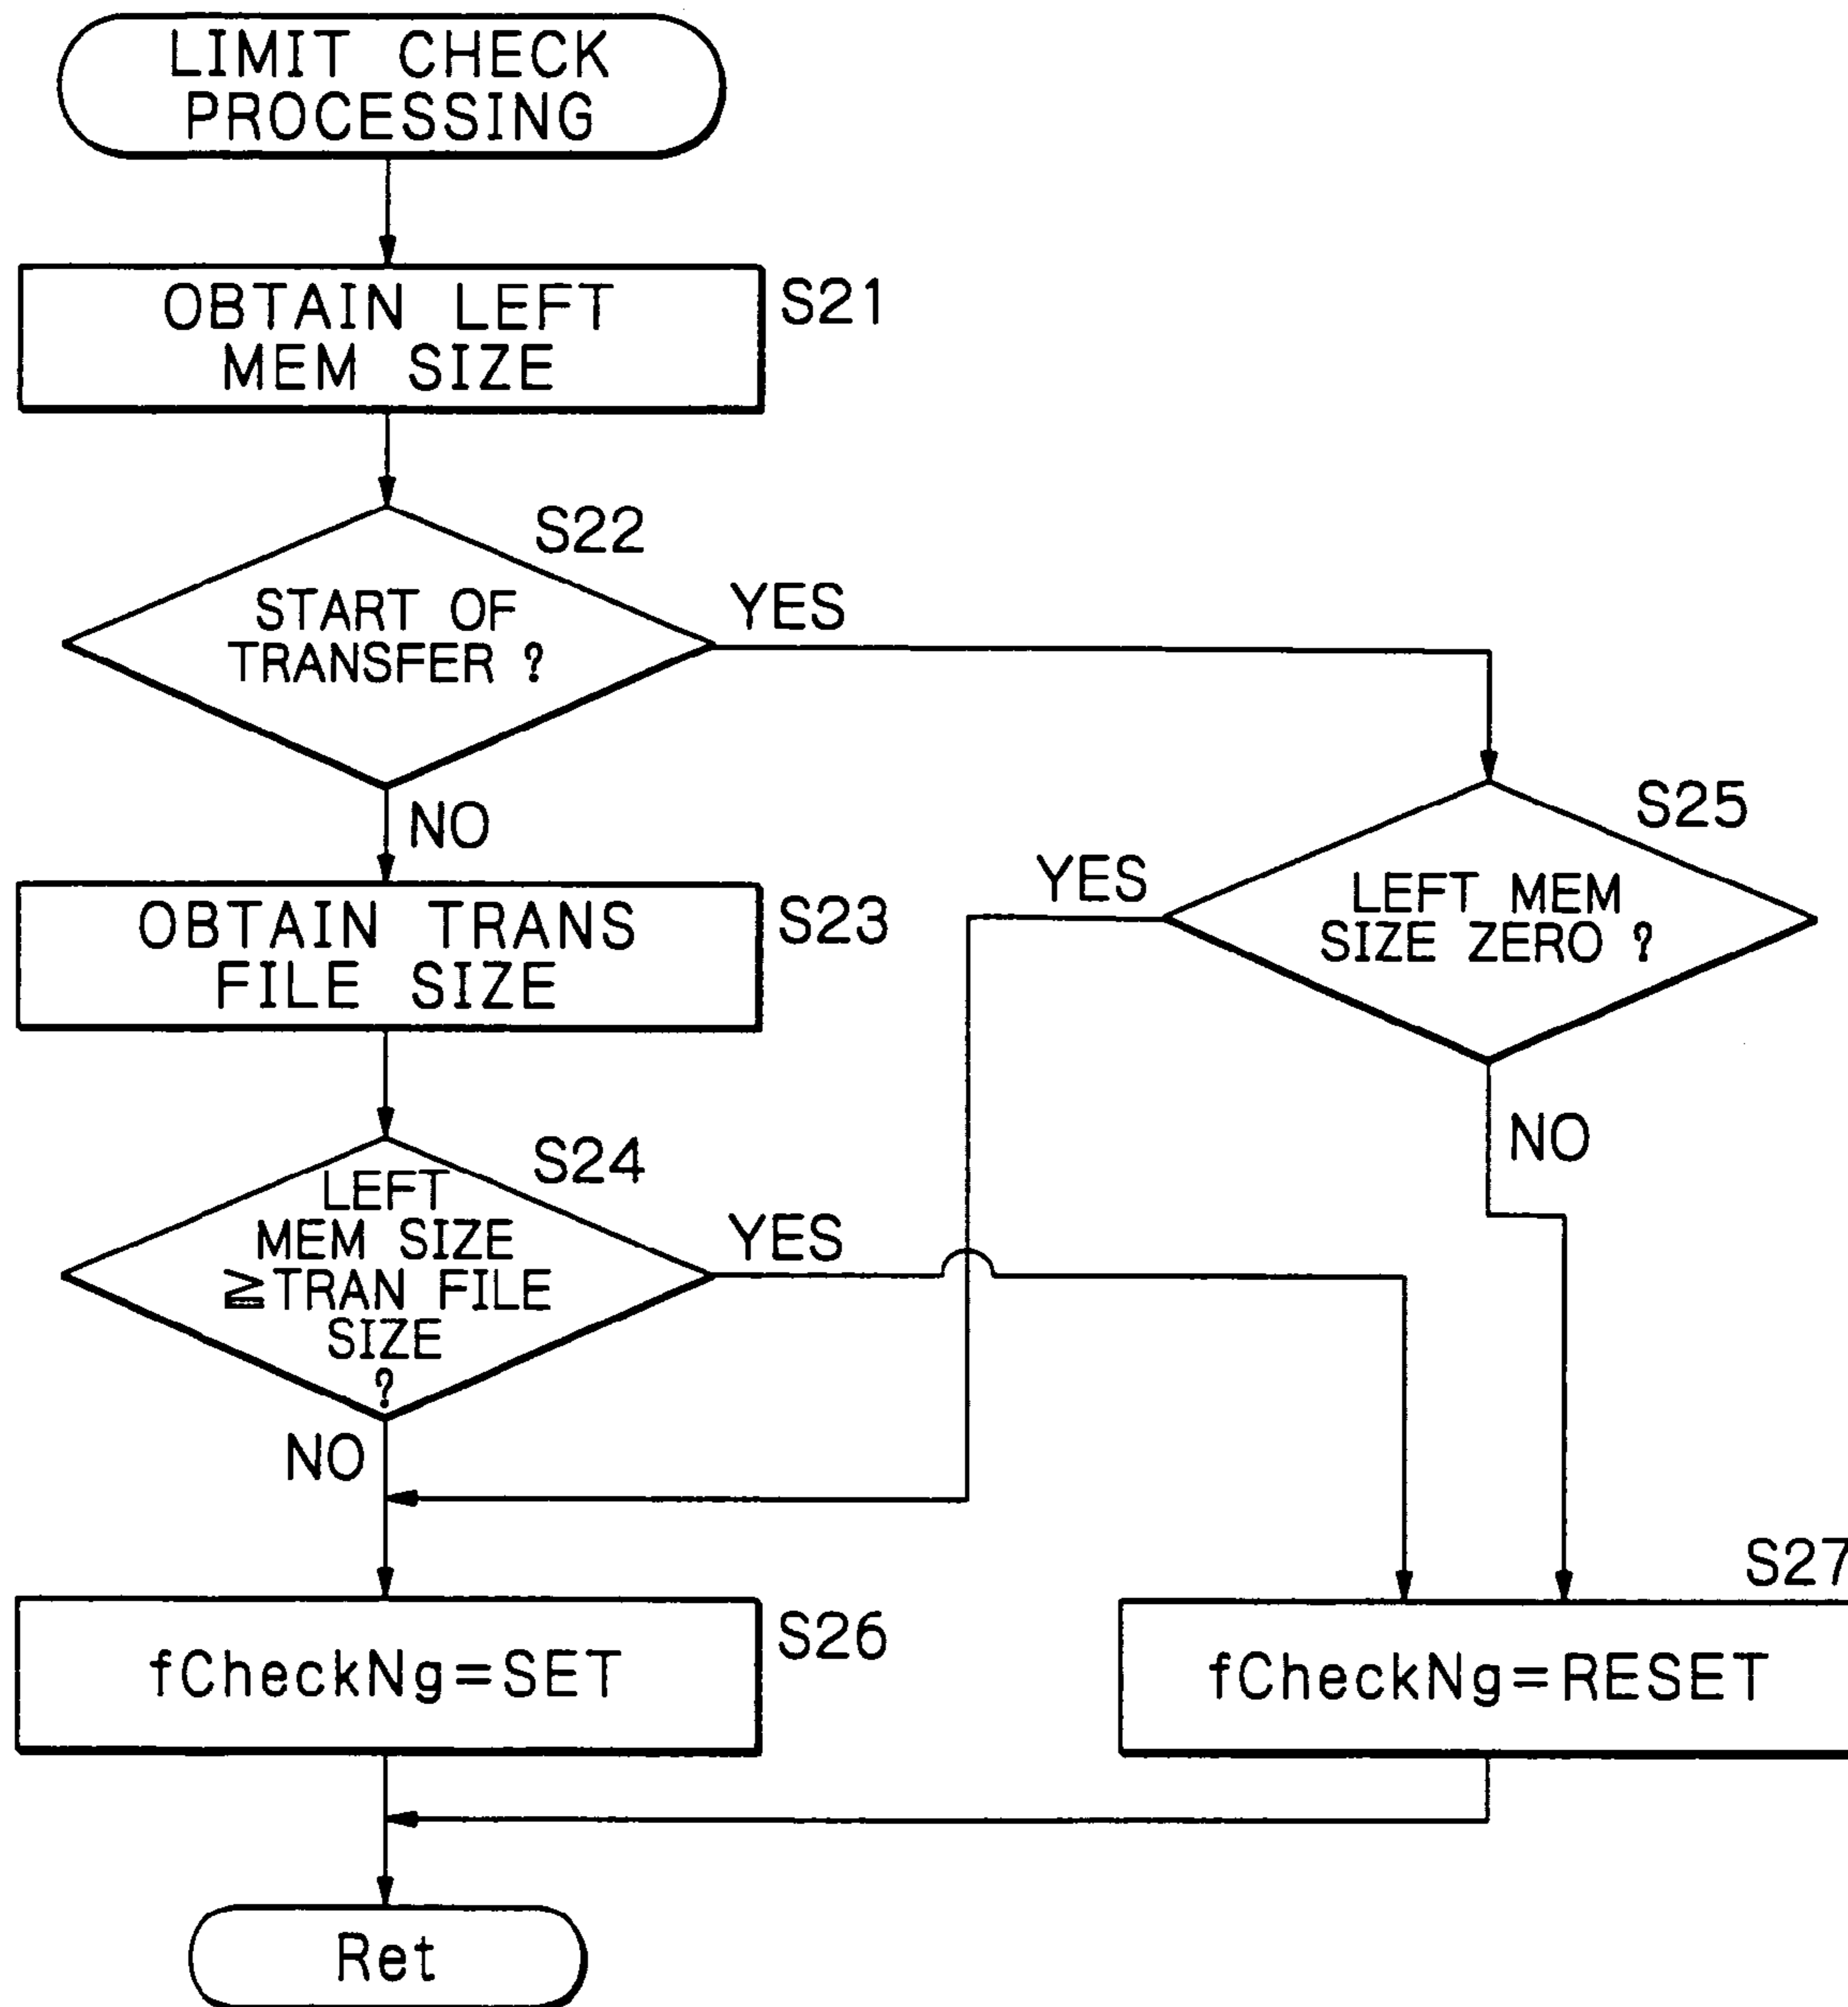 LIMIT CHECK
PROCESSING
OBTAIN LEFT
MEM SIZE
S21
S22
START OF
TRANSFER ?
YES
NO
OBTAIN TRANS
FILE SIZE
S23
S25
YES
LEFT MEM
SIZE ZERO ?
NO
S24
LEFT
MEM SIZE
≧TRAN FILE
SIZE
?
YES
NO
fCheckNg=SET
S26
S27
fCheckNg=RESET
Ret